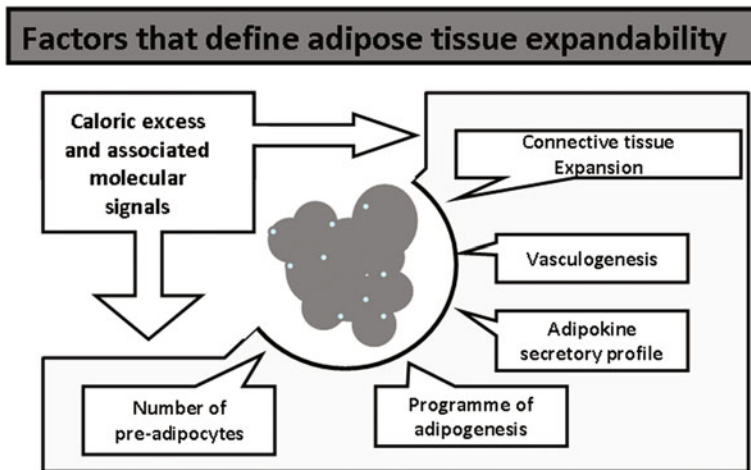 Factors that define adipose tissue expandability
Caloric excess
and associated
molecular
signals
Connective tissue
Expansion
Vasculogenesis
Adipokine
secretory profile
Number of
pre-adipocytes
Programme of
adipogenesis